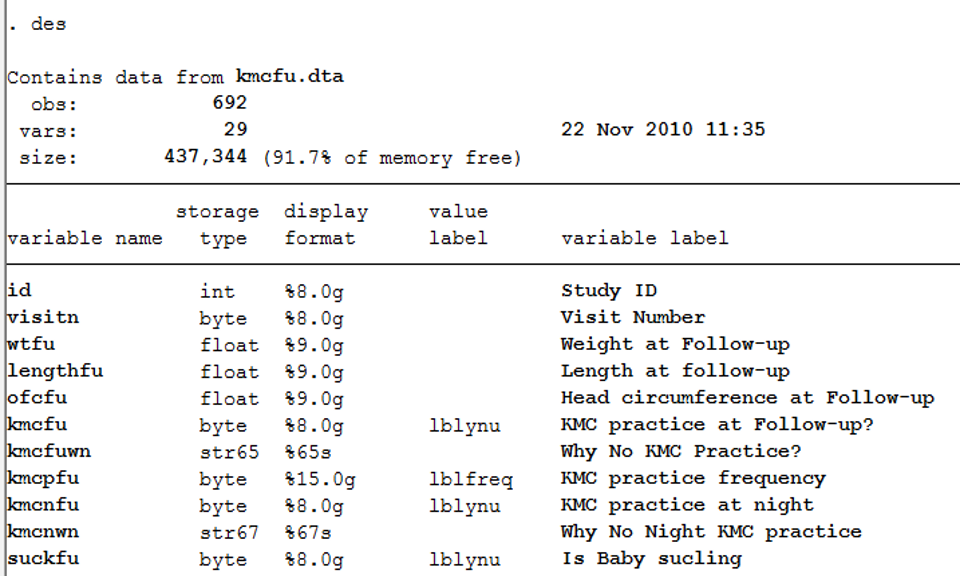 . des
Contains data from kmcfu.dta
obs: 692
vars: 29 22 Nov 2010 11:35
size: 437,344 (91.7% of memory free)
storage display value
variable name type format label variable label
id int %8.0g Study ID
visitn byte %8.0g Visit Number
wtfu float %9.0g Weight at Follow-up
lengthfu float %9.0g Length at follow-up
ofcfu float %9.0g Head circumference at Follow-up
kmcfu byte %8.0g lblynu KMC practice at Follow-up?
kmcfuwn str65 %65s Why No KMC Practice?
kmcpfu byte %15.0g lblfreq KMC practice frequency
kmcnfu byte %8.0g lblynu KMC practice at night
kmcnwn str67 %67s Why No Night KMC practice
suckfu byte %8.0g lblynu Is Baby sucling